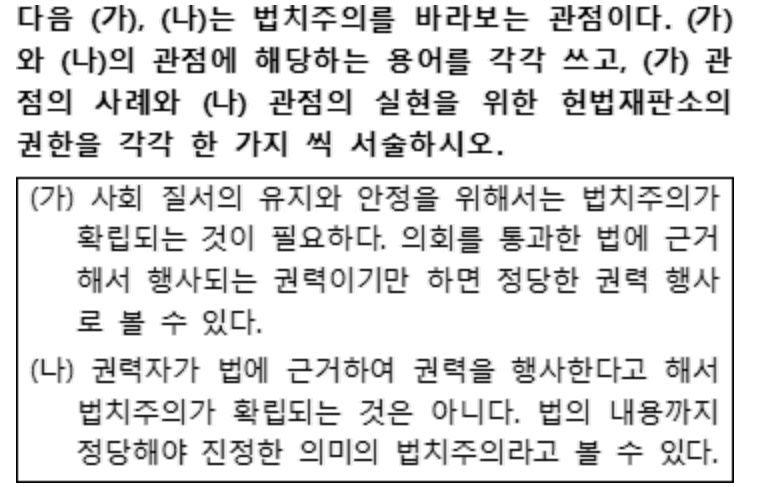 다음 (가), (나)는 법치주의를 바라보는 관점이다. (가)
와 (나)의 관점에 해당하는 용어를 각각 쓰고, (가) 관
점의 사례와 (나) 관점의 실현을 위한 헌법재판소의
권한을 각각 한 가지 씩 서술하시오.
(가) 사회 질서의 유지와 안정을 위해서는 법치주의가
확립되는 것이 필요하다. 의회를 통과한 법에 근거
해서 행사되는 권력이기만 하면 정당한 권력 행사
로 볼 수 있다.
(나) 권력자가 법에 근거하여 권력을 행사한다고 해서
법치주의가 확립되는 것은 아니다. 법의 내용까지
정당해야 진정한 의미의 법치주의라고 볼 수 있다.